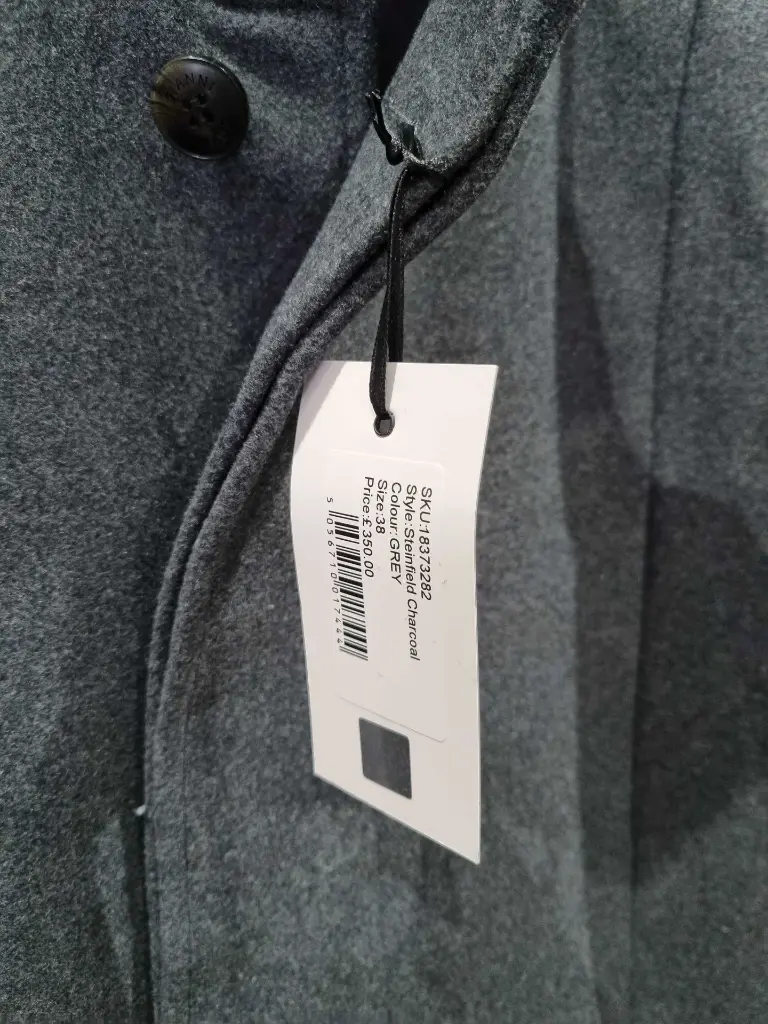 SKU:18373282
Style:Steinfield Charcoal
Colour:GREY
Size:38
Price:£350.00
5 056710 017444